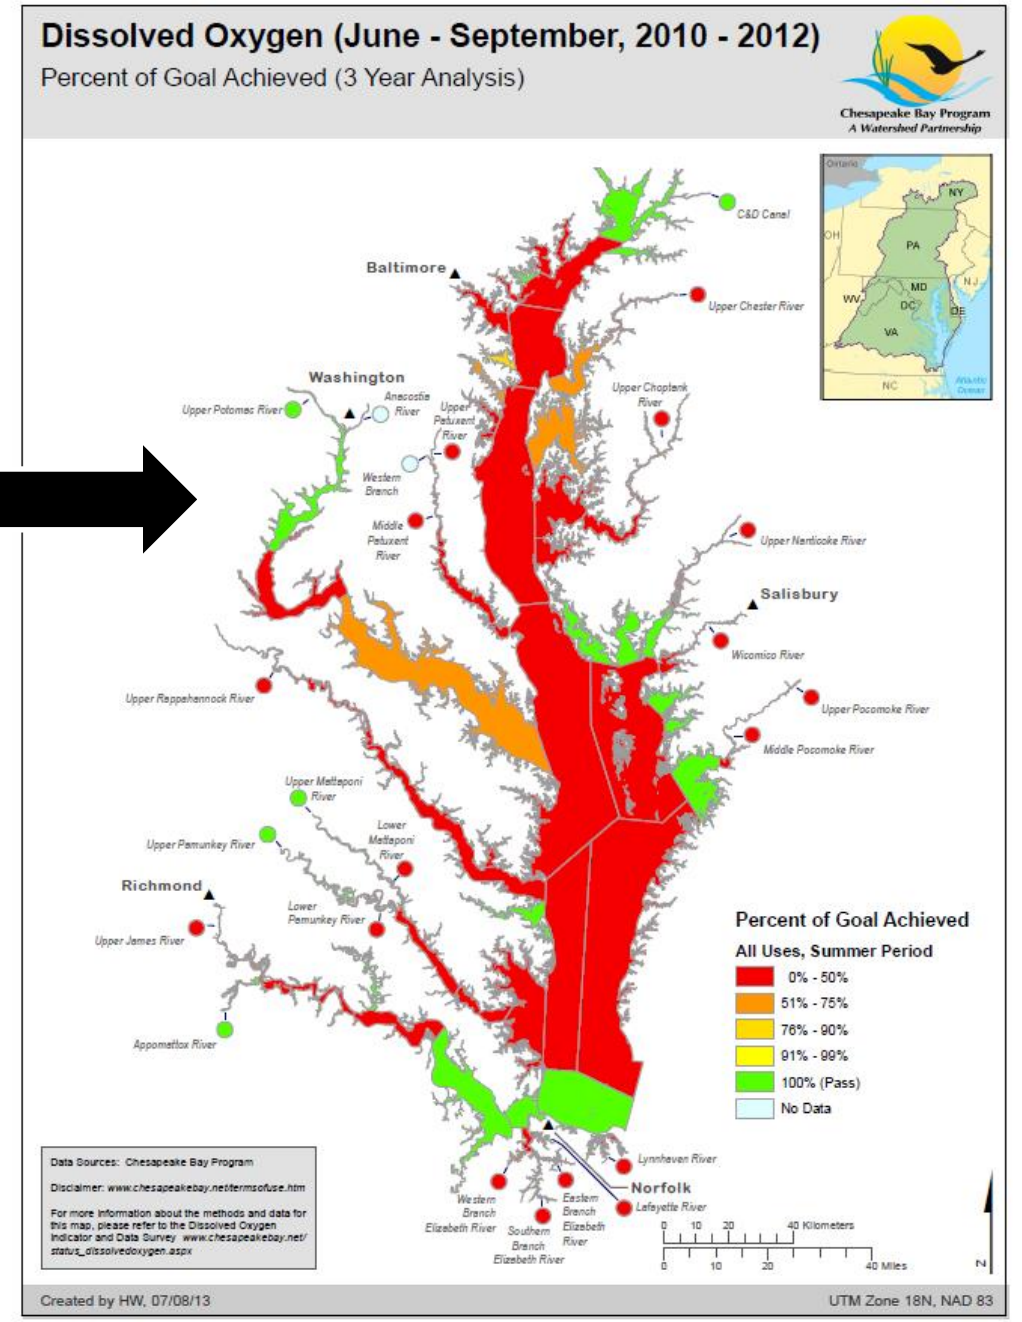 Dissolved Oxygen (June - September, 2010 - 2012)
Percent of Goal Achieved (3 Year Analysis)
Chesapeake Bay Program
A Watershed Partnership
Ontario
NY
OH
PA
NJ
MD
WV
DC
DE
VA
NC
Atlantic
Ocean
C&D Canal
Baltimore
Upper Chester River
Washington
Upper Potomac River
Anacostia
River
Upper
Patuxent
River
Upper Choptank
River
Western
Branch
Middle
Patuxent
River
Upper Nanticoke River
Salisbury
Wicomico River
Upper Rappahannock River
Upper Pocomoke River
Middle Pocomoke River
Upper Mattaponi
River
Upper Pamunkey River
Lower
Mattaponi
River
Richmond
Lower
Pamunkey River
Upper James River
Appomattox River
Percent of Goal Achieved
All Uses, Summer Period
0% - 50%
51% - 75%
76% - 90%
91% - 99%
100% (Pass)
No Data
Lynnhaven River
Norfolk
Lafayette River
Western
Branch
Elizabeth River
Southern
Branch
Elizabeth River
Eastern
Branch
Elizabeth
River
Data Sources: Chesapeake Bay Program
Disclaimer: www.chesapeakebay.net/termsofuse.htm
For more information about the methods and data for
this map, please refer to the Dissolved Oxygen
Indicator and Data Survey www.chesapeakebay.net/
status_dissolvedoxygen.aspx
0 10 20 40 Kilometers
0 10 20 40 Miles
N
Created by HW, 07/08/13
UTM Zone 18N, NAD 83